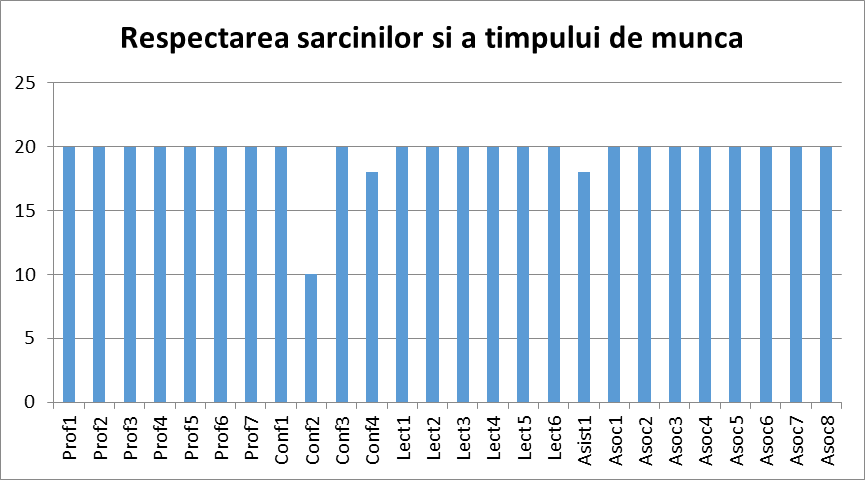 Respectarea sarcinilor si a timpului de munca
25
20
15
10
5
0
Prof1
Prof2
Prof3
Prof4
Prof5
Prof6
Prof7
Conf1
Conf2
Conf3
Conf4
Lect1
Lect2
Lect3
Lect4
Lect5
Lect6
Asist1
Asoc1
Asoc2
Asoc3
Asoc4
Asoc5
Asoc6
Asoc7
Asoc8